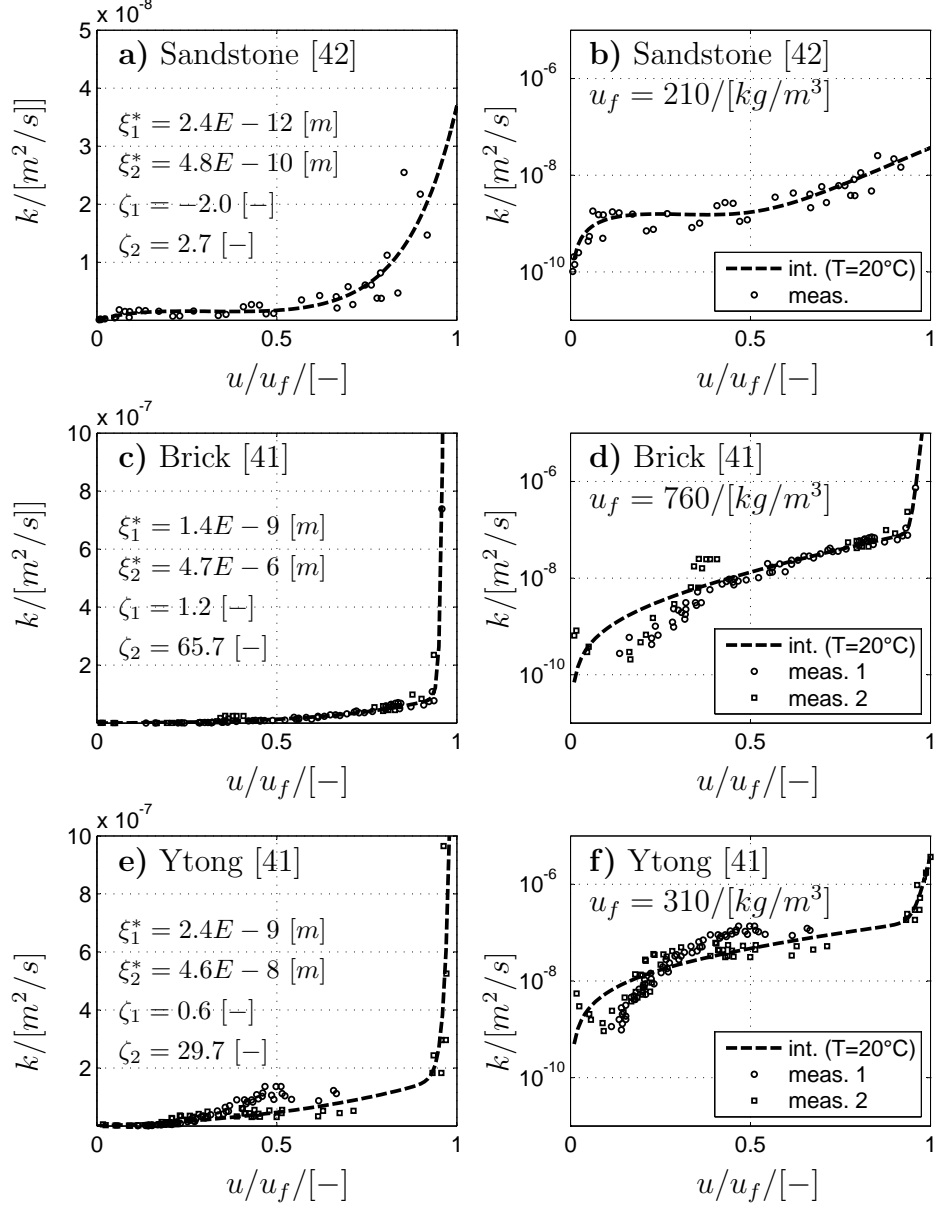 x 10⁻⁸
a) Sandstone [42]
ξ₁* = 2.4E − 12 [m]
ξ₂* = 4.8E − 10 [m]
ζ₁ = −2.0 [−]
ζ₂ = 2.7 [−]
5
4
3
2
1
0
0.5
1
k/[m²/s]]
u/u_f/[−]
b) Sandstone [42]
u_f = 210/[kg/m³]
10⁻⁶
10⁻⁸
10⁻¹⁰
int. (T=20°C)
meas.
0
0.5
1
k/[m²/s]
u/u_f/[−]
x 10⁻⁷
c) Brick [41]
ξ₁* = 1.4E − 9 [m]
ξ₂* = 4.7E − 6 [m]
ζ₁ = 1.2 [−]
ζ₂ = 65.7 [−]
10
8
6
4
2
0
0.5
1
k/[m²/s]]
u/u_f/[−]
d) Brick [41]
u_f = 760/[kg/m³]
10⁻⁶
10⁻⁸
10⁻¹⁰
int. (T=20°C)
meas. 1
meas. 2
0
0.5
1
k/[m²/s]
u/u_f/[−]
x 10⁻⁷
e) Ytong [41]
ξ₁* = 2.4E − 9 [m]
ξ₂* = 4.6E − 8 [m]
ζ₁ = 0.6 [−]
ζ₂ = 29.7 [−]
10
8
6
4
2
0
0.5
1
k/[m²/s]
u/u_f/[−]
f) Ytong [41]
u_f = 310/[kg/m³]
10⁻⁶
10⁻⁸
10⁻¹⁰
int. (T=20°C)
meas. 1
meas. 2
0
0.5
1
k/[m²/s]
u/u_f/[−]